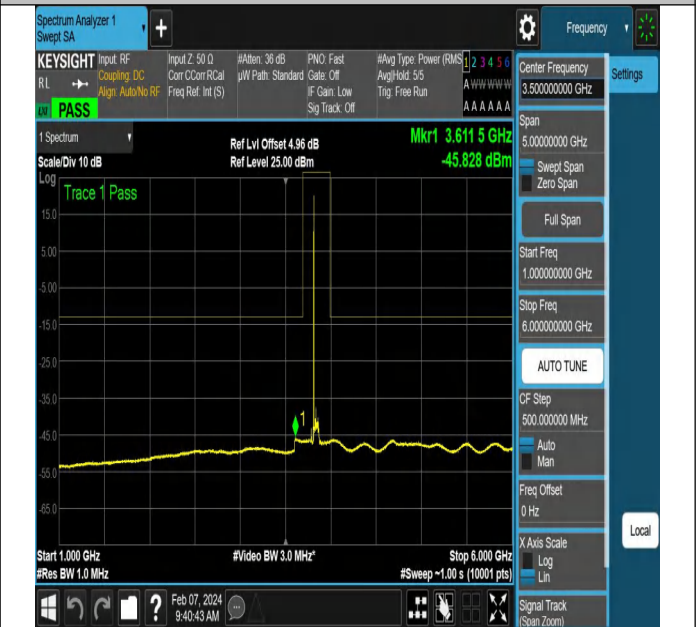 Spectrum Analyzer 1
Swept SA
Frequency
KEYSIGHT
RL
PASS
Input: RF
Coupling: DC
Align: Auto/No RF
Input Z: 50 Ω
Corr CCorr RCal
Freq Ref: Int (S)
#Atten: 36 dB
µW Path: Standard
PNO: Fast
Gate: Off
IF Gain: Low
Sig Track: Off
#Avg Type: Power (RMS
Avg|Hold: 5/5
Trig: Free Run
1 2 3 4 5 6
A W W W W W
A A A A A A
1 Spectrum
Scale/Div 10 dB
Ref Lvl Offset 4.96 dB
Ref Level 25.00 dBm
Mkr1 3.611 5 GHz
-45.828 dBm
Log
Trace 1 Pass
15.0
5.00
-5.00
-15.0
-25.0
-35.0
-45.0
-55.0
-65.0
1
Start 1.000 GHz
#Video BW 3.0 MHz*
Stop 6.000 GHz
#Res BW 1.0 MHz
#Sweep ~1.00 s (10001 pts)
Feb 07, 2024
9:40:43 AM
Center Frequency
3.500000000 GHz
Settings
Span
5.00000000 GHz
Swept Span
Zero Span
Full Span
Start Freq
1.000000000 GHz
Stop Freq
6.000000000 GHz
AUTO TUNE
CF Step
500.000000 MHz
Auto
Man
Freq Offset
0 Hz
Local
X Axis Scale
Log
Lin
Signal Track
(Span Zoom)